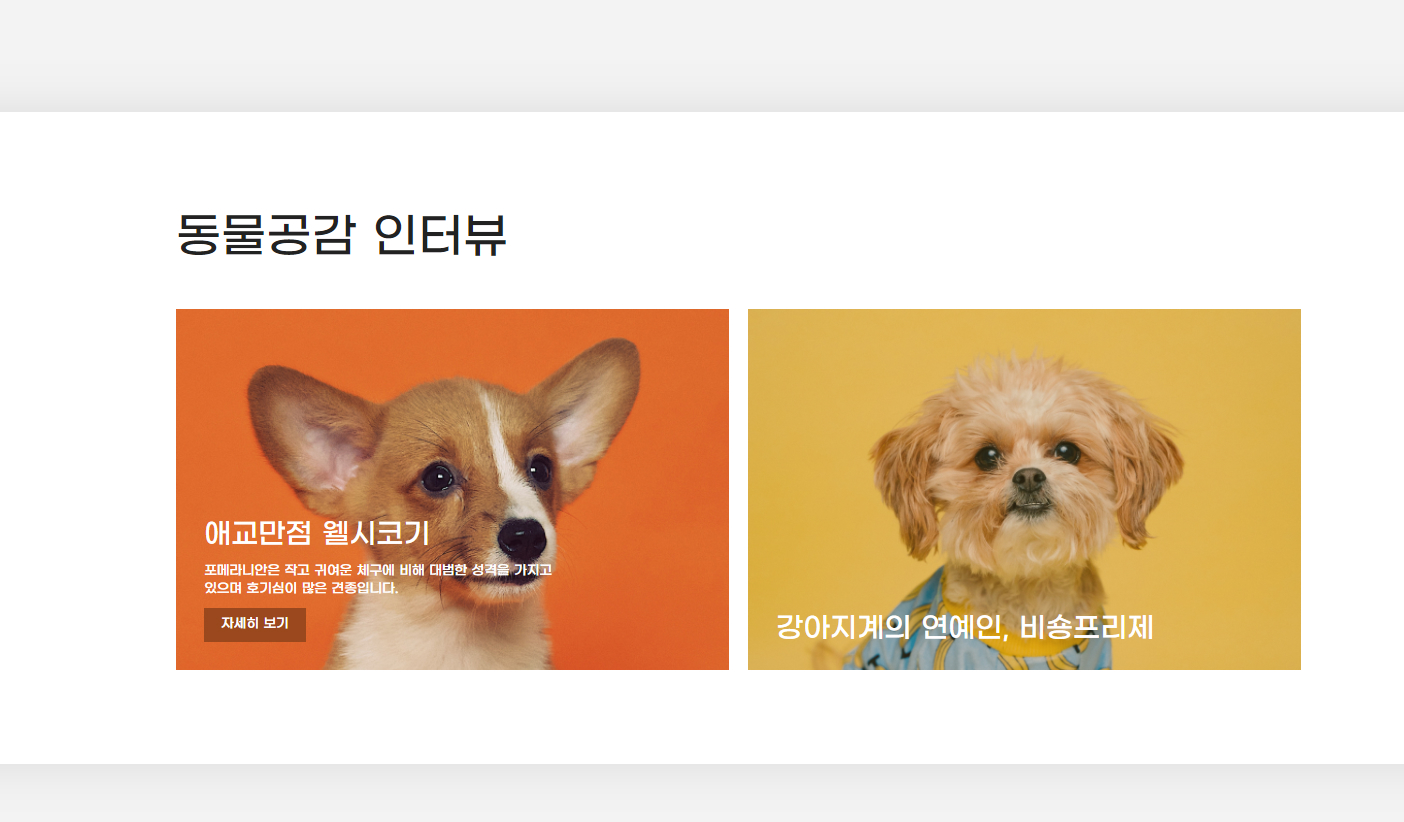 동물공감 인터뷰
애교만점 웰시코기
포메라니안은 작고 귀여운 체구에 비해 대범한 성격을 가지고
있으며 호기심이 많은 견종입니다.
자세히 보기
강아지계의 연예인, 비숑프리제